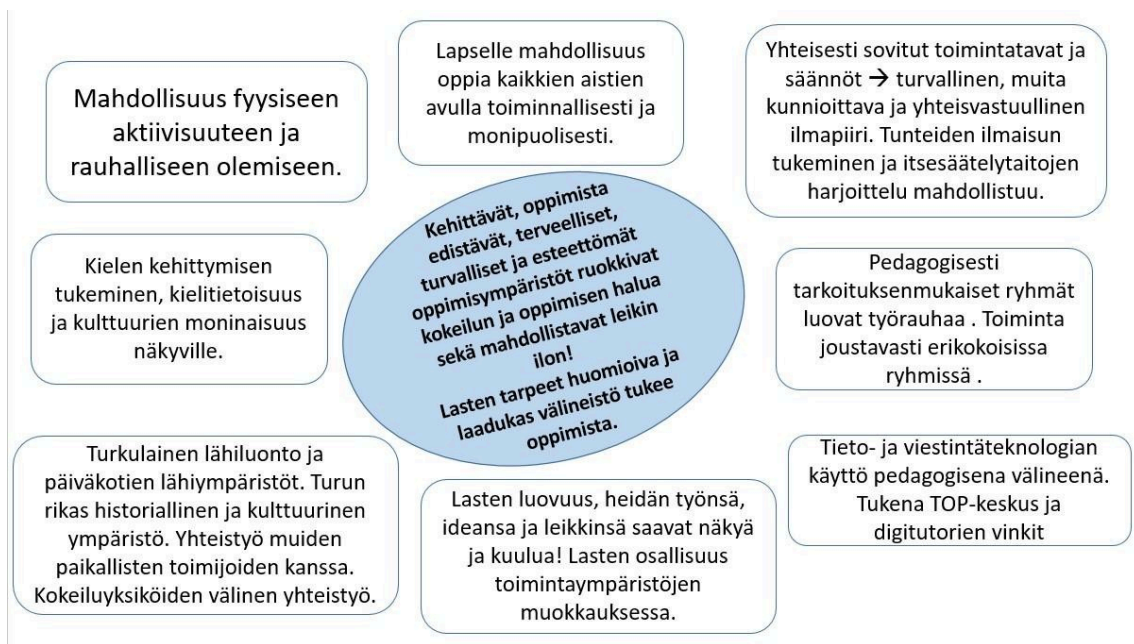 Mahdollisuus fyysiseen
aktiivisuuteen ja
rauhalliseen olemiseen.
Lapselle mahdollisuus
oppia kaikkien aistien
avulla toiminnallisesti ja
monipuolisesti.
Yhteisesti sovitut toimintatavat ja
säännöt → turvallinen, muita
kunnioittava ja yhteisvastuullinen
ilmapiiri. Tunteiden ilmaisun
tukeminen ja itsesäätelytaitojen
harjoittelu mahdollistuu.
Kielen kehittymisen
tukeminen, kielitietoisuus
ja kulttuurien moninaisuus
näkyville.
Kehittävät, oppimista
edistävät, terveelliset,
turvalliset ja esteettömät
oppimisympäristöt ruokkivat
kokeilun ja oppimisen halua
sekä mahdollistavat leikin
ilon!
Lasten tarpeet huomioiva ja
laadukas välineistö tukee
oppimista.
Pedagogisesti
tarkoituksenmukaiset ryhmät
luovat työrauhaa . Toiminta
joustavasti erikokoisissa
ryhmissä .
Turkulainen lähiluonto ja
päiväkotien lähiympäristöt. Turun
rikas historiallinen ja kulttuurinen
ympäristö. Yhteistyö muiden
paikallisten toimijoiden kanssa.
Kokeiluyksiköiden välinen yhteistyö.
Lasten luovuus, heidän työnsä,
ideansa ja leikkinsä saavat näkyä
ja kuulua! Lasten osallisuus
toimintaympäristöjen
muokkauksessa.
Tieto- ja viestintäteknologian
käyttö pedagogisena välineenä.
Tukena TOP-keskus ja
digitutorien vinkit